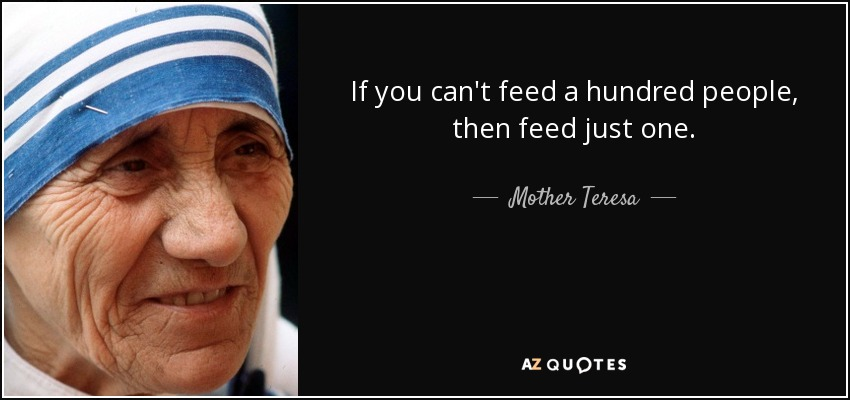 If you can't feed a hundred people,
then feed just one.
Mother Teresa
AZ QUOTES